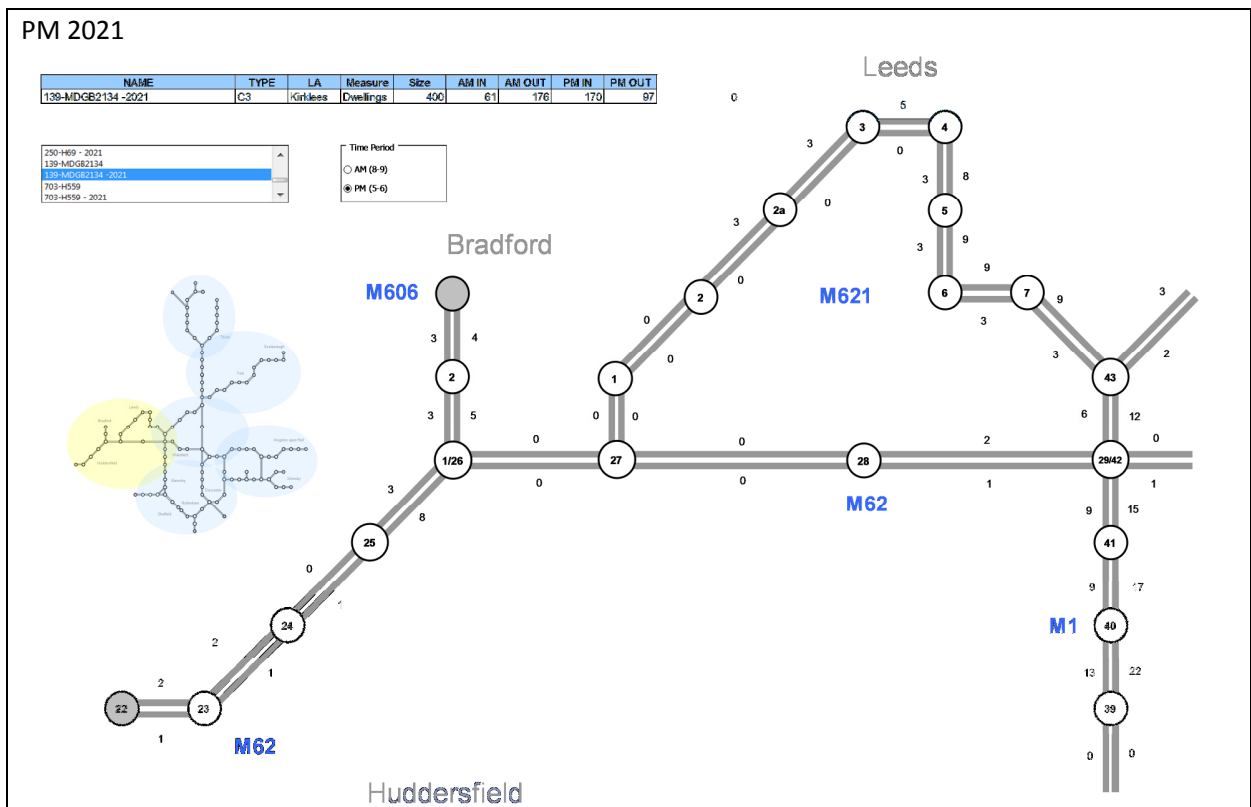 PM 2021
Leeds
NAME TYPE LA Measure Size AM IN AM OUT PM IN PM OUT
139-MDGB2134 -2021 C3 Kirklees Dwellings 400 61 176 170 97
0
5
3 4
3 0
250-H69 - 2021
139-MDGB2134
139-MDGB2134 -2021
703-H559
703-H559 - 2021
Time Period
AM (8-9)
PM (5-6)
3 8
2a 0
3 5
Bradford
3 9
M606
2 0
M621
6 9 7
3
9
3
3
2
3 4
0
0
2
1
43
3 5
0 0
6 12
1/26
0
0
27
0
0
28
2
1
29/42
0
1
M62
3
8
9 15
25
41
0
1
9 17
24
M1
40
2
1
13 22
22
2
1
23
39
M62
0 0
Huddersfield